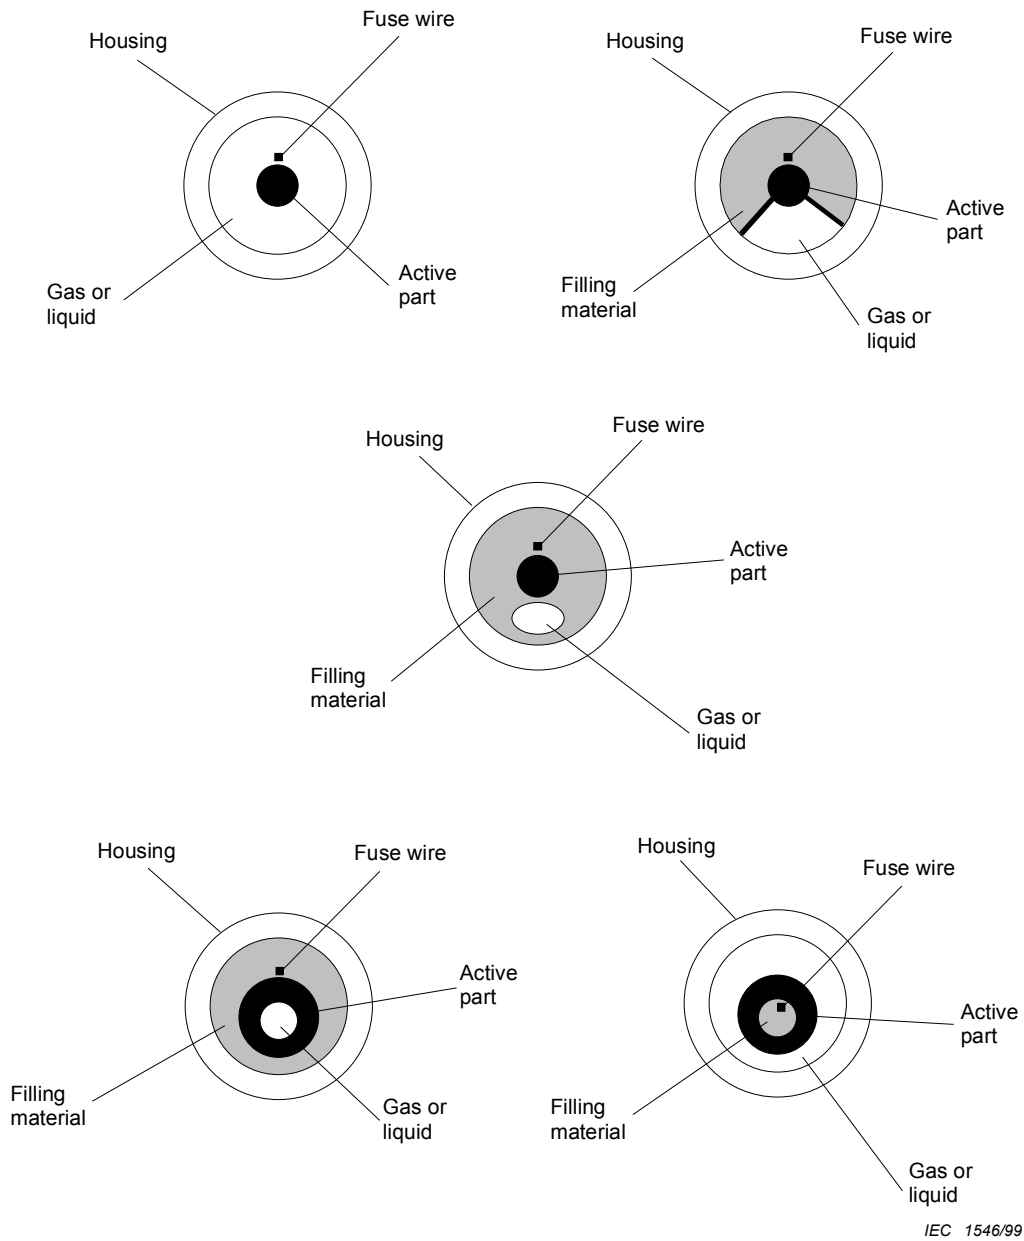 Fuse wire
Housing
Gas or
liquid
Active
part
Housing
Fuse wire
Active
part
Filling
material
Gas or
liquid
Housing
Fuse wire
Active
part
Filling
material
Gas or
liquid
Housing
Fuse wire
Active
part
Filling
material
Gas or
liquid
Housing
Fuse wire
Active
part
Filling
material
Gas or
liquid
IEC 1546/99